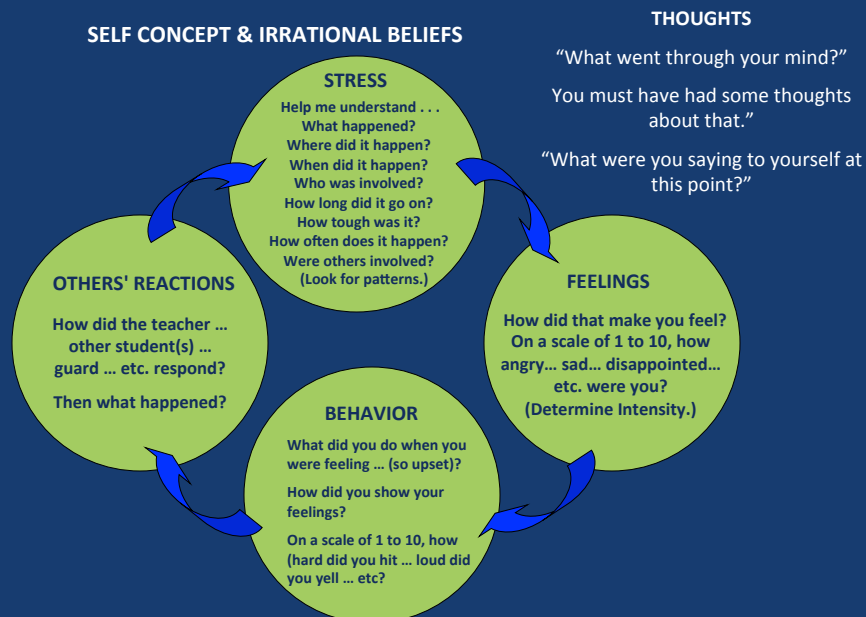 SELF CONCEPT & IRRATIONAL BELIEFS
THOUGHTS
“What went through your mind?”
You must have had some thoughts
about that.”
“What were you saying to yourself at
this point?”
STRESS
Help me understand . . .
What happened?
Where did it happen?
When did it happen?
Who was involved?
How long did it go on?
How tough was it?
How often does it happen?
Were others involved?
(Look for patterns.)
FEELINGS
How did that make you feel?
On a scale of 1 to 10, how
angry… sad… disappointed…
etc. were you?
(Determine Intensity.)
BEHAVIOR
What did you do when you
were feeling … (so upset)?
How did you show your
feelings?
On a scale of 1 to 10, how
(hard did you hit … loud did
you yell … etc?
OTHERS' REACTIONS
How did the teacher …
other student(s) …
guard … etc. respond?
Then what happened?